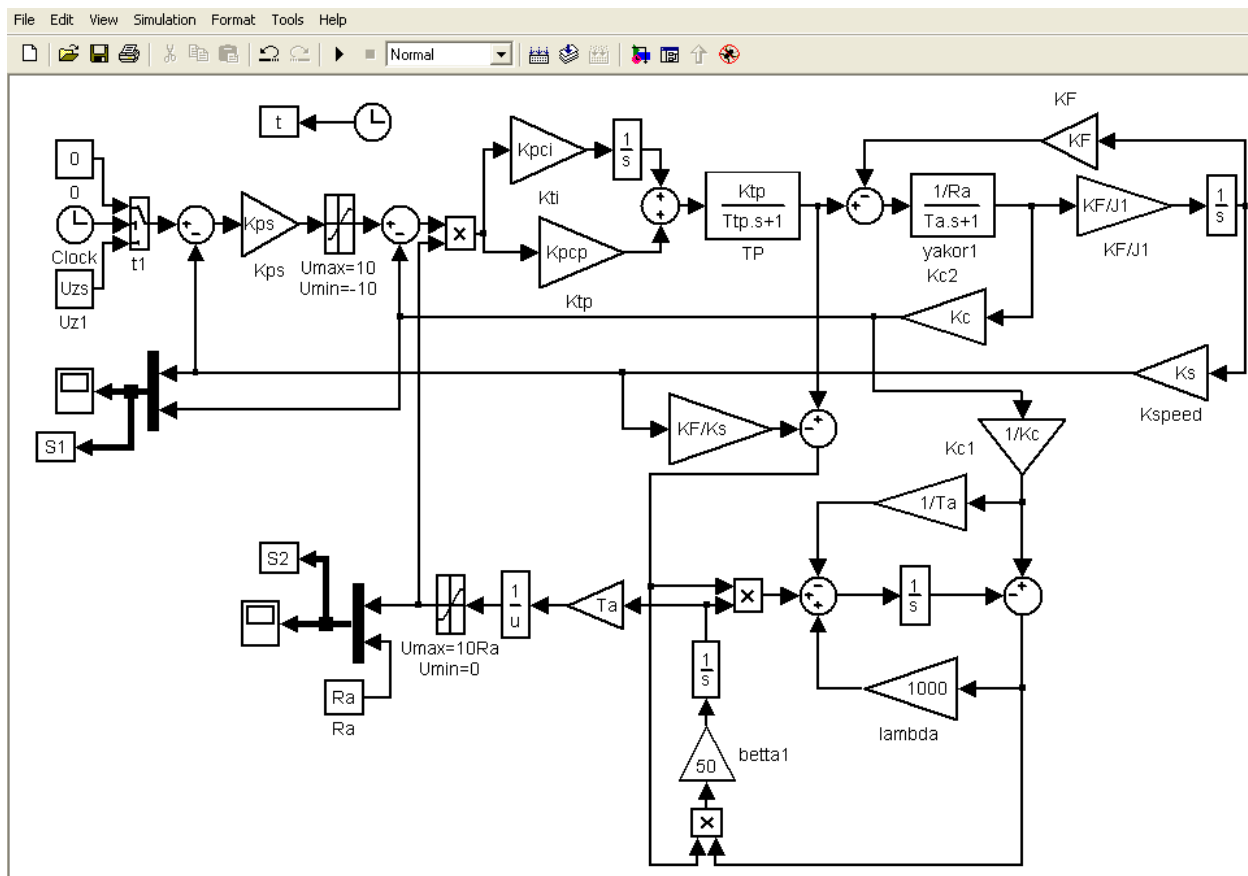 File Edit View Simulation Format Tools Help
Normal
t
0
0
Clock
Uzs
Uz1
t1
+
−
Kps
Kps
Umax=10
Umin=-10
+
−
×
Kpci
Kti
1
s
Kpcp
Ktp
+
+
Ktp
Ttp.s+1
TP
+
−
1/Ra
Ta.s+1
yakor1
Kc2
KF
KF
KF/J1
KF/J1
1
s
Kc
Ks
Kspeed
S1
KF/Ks
+
−
1/Kc
Kc1
1/Ta
S2
Umax=10Ra
Umin=0
1
u
Ta
×
−
+
+
1
s
+
−
Ra
Ra
1
s
1000
lambda
50
betta1
×